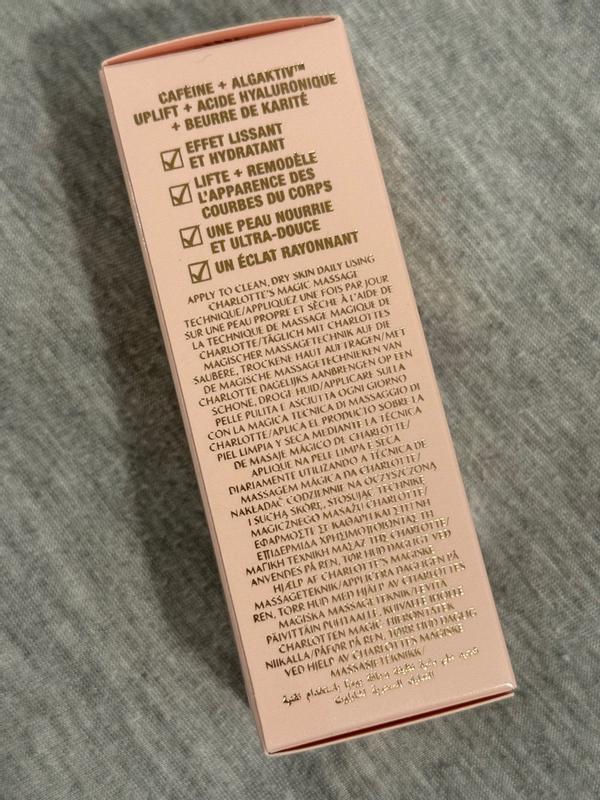 CAFÉINE + ALGAKTIV™
UPLIFT + ACIDE HYALURONIQUE
+ BEURRE DE KARITÉ
EFFET LISSANT
ET HYDRATANT
LIFTE + REMODÈLE
L'APPARENCE DES
COURBES DU CORPS
UNE PEAU NOURRIE
ET ULTRA-DOUCE
UN ÉCLAT RAYONNANT
APPLY TO CLEAN, DRY SKIN DAILY USING
CHARLOTTE'S MAGIC MASSAGE
TECHNIQUE/APPLIQUEZ UNE FOIS PAR JOUR
SUR UNE PEAU PROPRE ET SÈCHE À L'AIDE DE
LA TECHNIQUE DE MASSAGE MAGIQUE DE
CHARLOTTE/TÄGLICH MIT CHARLOTTES
MAGISCHER MASSAGETECHNIK AUF DIE
SAUBERE, TROCKENE HAUT AUFTRAGEN/MET
DE MAGISCHE MASSAGETECHNIEKEN VAN
CHARLOTTE DAGELIJKS AANBRENGEN OP EEN
SCHONE, DROGE HUID/APPLICARE SULLA
PELLE PULITA E ASCIUTTA OGNI GIORNO
CON LA MAGICA TECNICA DI MASSAGGIO DI
CHARLOTTE/APLICA EL PRODUCTO SOBRE LA
PIEL LIMPIA Y SECA MEDIANTE LA TÉCNICA
DE MASAJE MÁGICO DE CHARLOTTE/
APLIQUE NA PELE LIMPA E SECA
DIARIAMENTE UTILIZANDO A TÉCNICA DE
MASSAGEM MÁGICA DA CHARLOTTE/
NAKŁADAĆ CODZIENNIE NA OCZYSZCZONĄ
I SUCHĄ SKÓRĘ, STOSUJĄC TECHNIKĘ
MAGICZNEGO MASAŻU CHARLOTTE/
ΕΦΑΡΜΟΣΤΕ ΣΕ ΚΑΘΑΡΗ ΚΑΙ ΣΤΕΓΝΗ
ΕΠΙΔΕΡΜΙΔΑ ΧΡΗΣΙΜΟΠΟΙΩΝΤΑΣ ΤΗ
ΜΑΓΙΚΗ ΤΕΧΝΙΚΗ ΜΑΣΑΖ ΤΗΣ CHARLOTTE/
ANVENDES PÅ REN, TØR HUD DAGLIGT VED
HJÆLP AF CHARLOTTE'S MAGISKE
MASSAGETEKNIK/APPLICERA DAGLIGEN PÅ
REN, TORR HUD MED HJÄLP AV CHARLOTTES
MAGISKA MASSAGETEKNIK/LEVITÄ
PÄIVITTÄIN PUHTAALLE, KUIVALLE IHOLLE
CHARLOTTEN MAGIC-HIERONTATEK
NIIKALLA/PÅFØR PÅ REN, TØRR HUD DAGLIG
VED HJELP AV CHARLOTTES MAGISKE
MASSASJETEKNIKK/